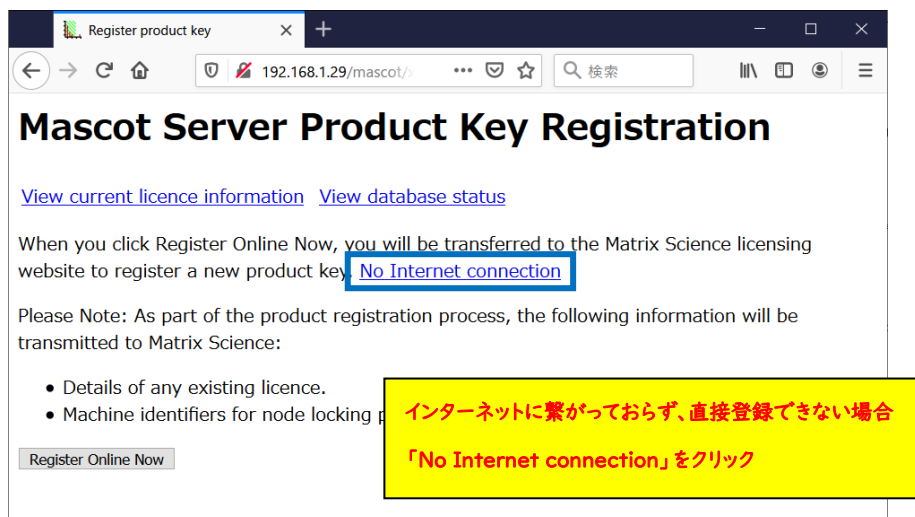 Register product key
192.168.1.29/mascot/
検索
Mascot Server Product Key Registration
View current licence information View database status
When you click Register Online Now, you will be transferred to the Matrix Science licensing
website to register a new product key. No Internet connection
Please Note: As part of the product registration process, the following information will be
transmitted to Matrix Science:
• Details of any existing licence.
• Machine identifiers for node locking
インターネットに繋がっておらず、直接登録できない場合
「No Internet connection」をクリック
Register Online Now